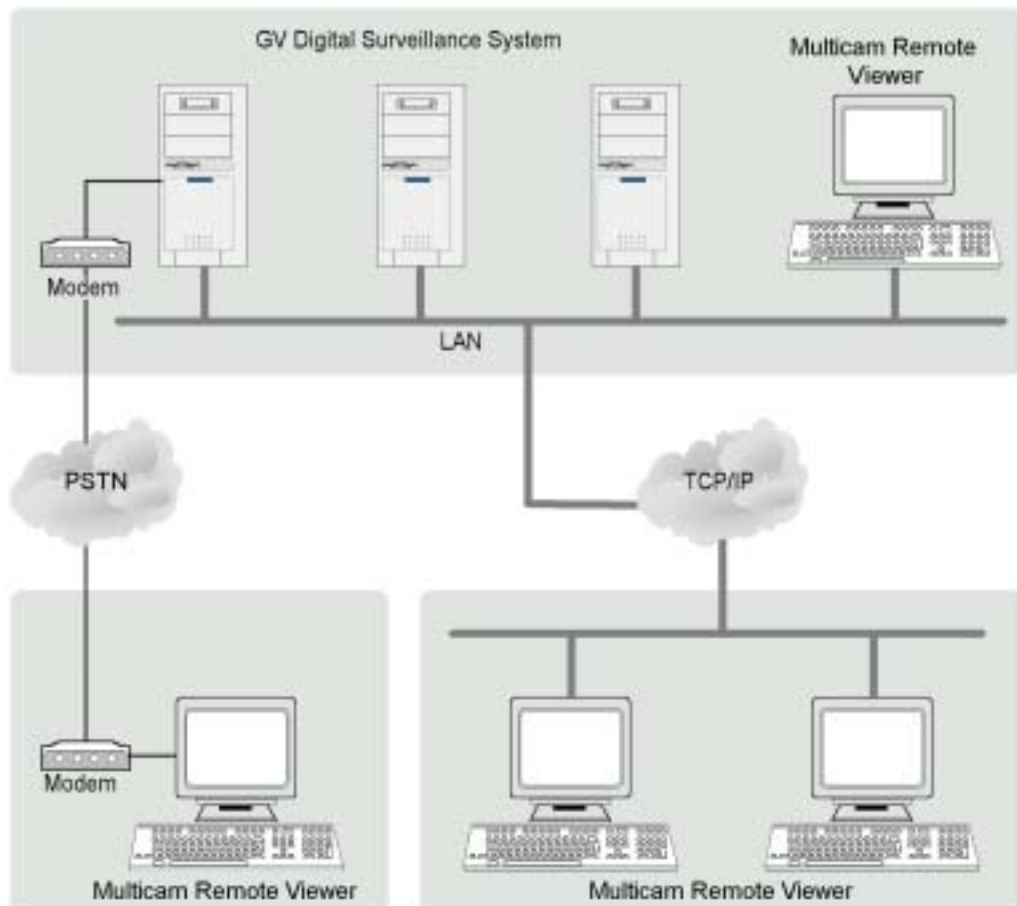 GV Digital Surveillance System
Multicam Remote
Viewer
Modem
LAN
PSTN
TCP/IP
Modem
Multicam Remote Viewer
Multicam Remote Viewer